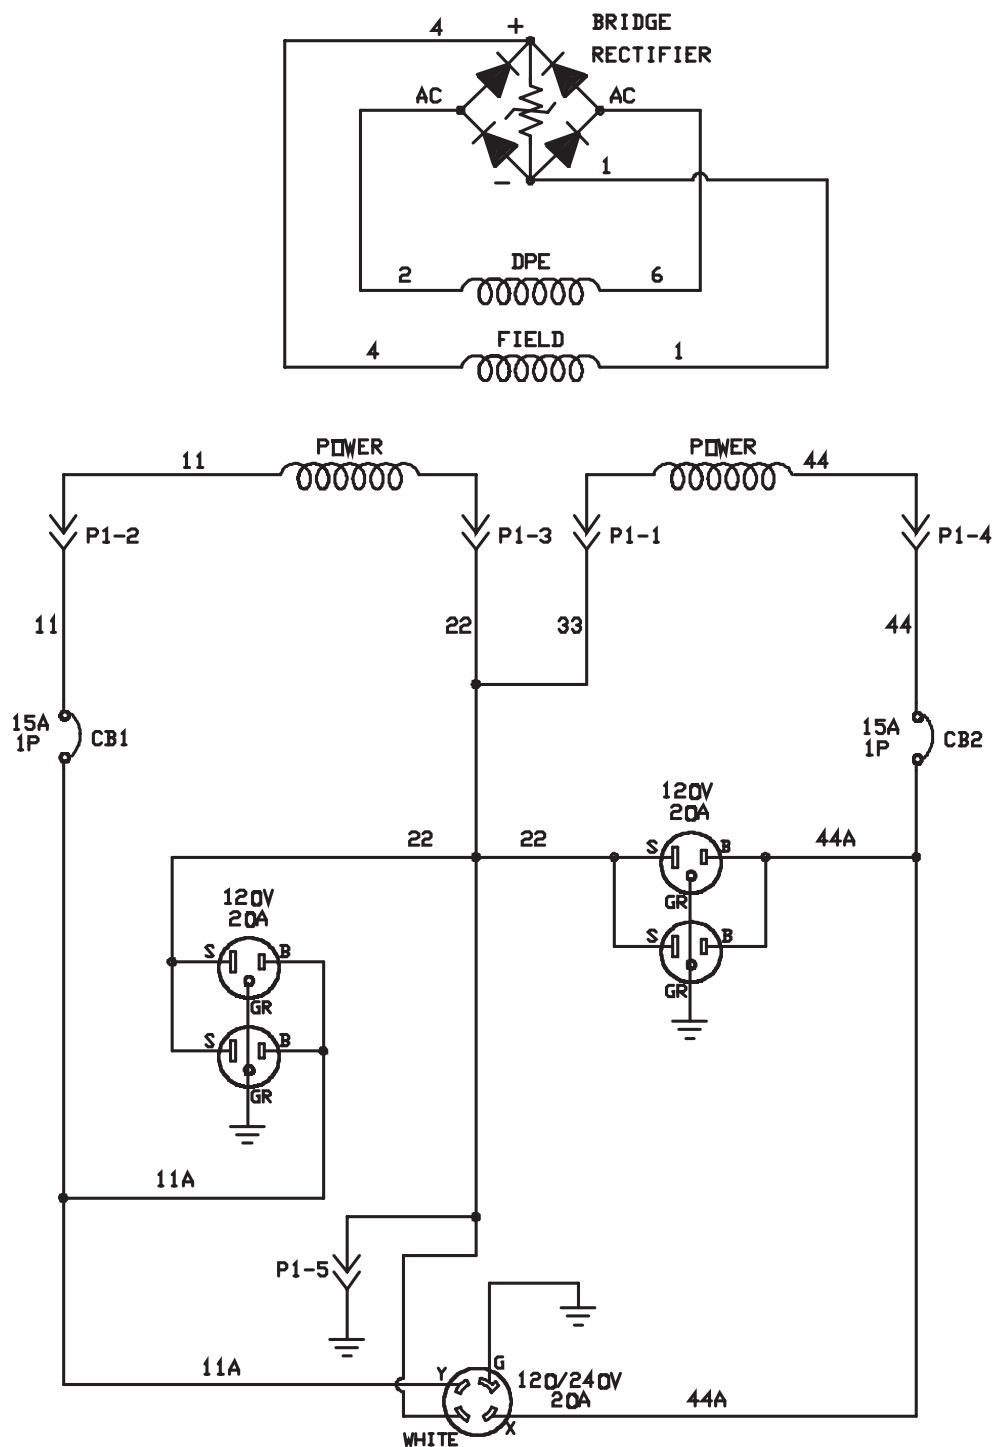 4
+
BRIDGE
RECTIFIER
AC
AC
−
1
DPE
2
6
FIELD
4
1
POWER
POWER
11
44
P1-2
P1-3
P1-1
P1-4
11
22
33
44
15A
1P
CB1
15A
1P
CB2
120V
20A
22
22
S
B
44A
GR
120V
20A
S
B
GR
S
B
GR
S
B
GR
11A
P1-5
11A
Y
G
120/240V
20A
44A
X
WHITE